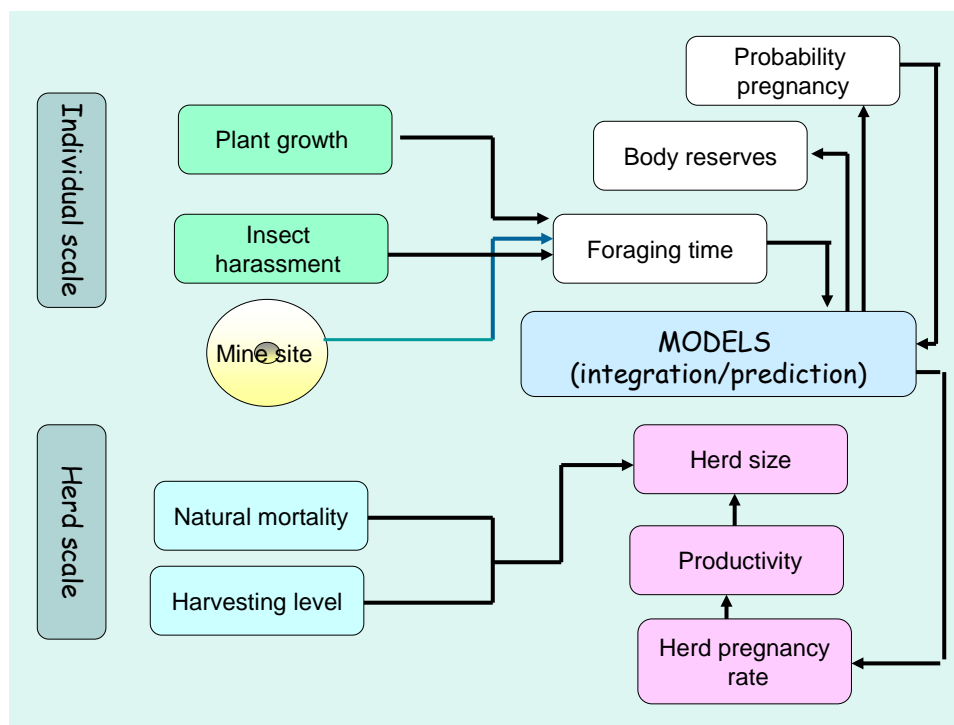 Individual scale
Probability
pregnancy
Plant growth
Body reserves
Insect
harassment
Foraging time
Mine site
MODELS
(integration/prediction)
Herd scale
Herd size
Natural mortality
Productivity
Harvesting level
Herd pregnancy
rate